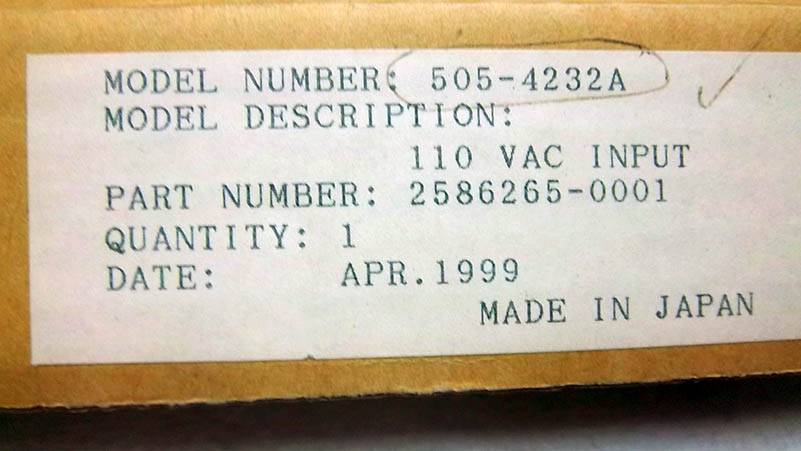 MODEL NUMBER: 505-4232A
MODEL DESCRIPTION:
110 VAC INPUT
PART NUMBER: 2586265-0001
QUANTITY: 1
DATE: APR.1999
MADE IN JAPAN